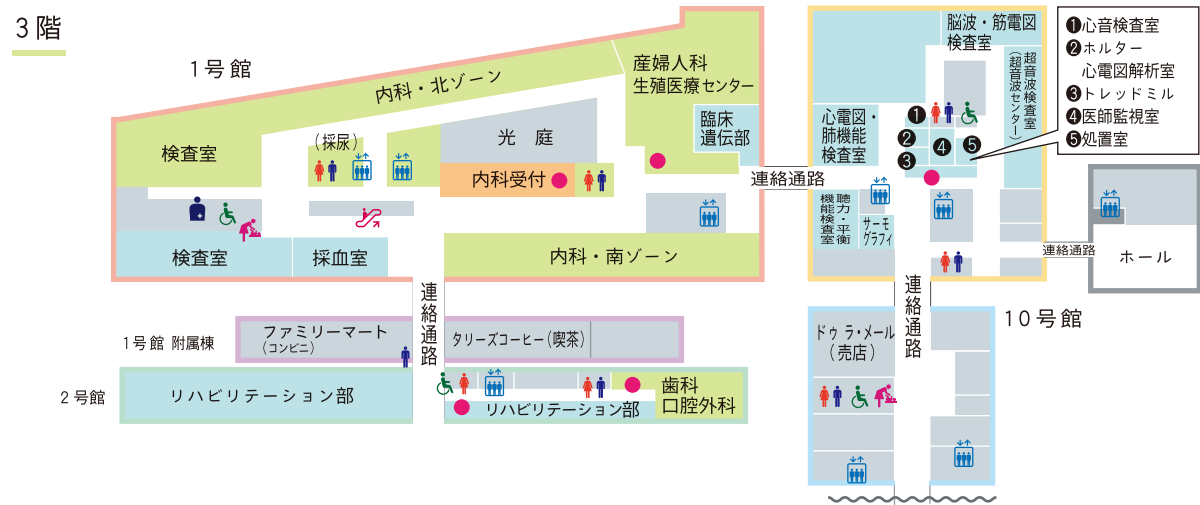 3階
1号館
内科・北ゾーン
産婦人科
生殖医療センター
臨床
遺伝部
検査室
(採尿)
光庭
内科受付
検査室
採血室
内科・南ゾーン
連絡通路
連絡通路
1号館 附属棟
ファミリーマート
(コンビニ)
タリーズコーヒー(喫茶)
2号館
リハビリテーション部
リハビリテーション部
歯科
口腔外科
脳波・筋電図
検査室
超音波検査室
(超音波センター)
心電図・
肺機能
検査室
1
2
3
4
5
聴力・平衡
機能検査室
サーモ
グラフィ
❶心音検査室
❷ホルター
心電図解析室
❸トレッドミル
❹医師監視室
❺処置室
連絡通路
ホール
連絡通路
10号館
ドゥ ラ・メール
(売店)